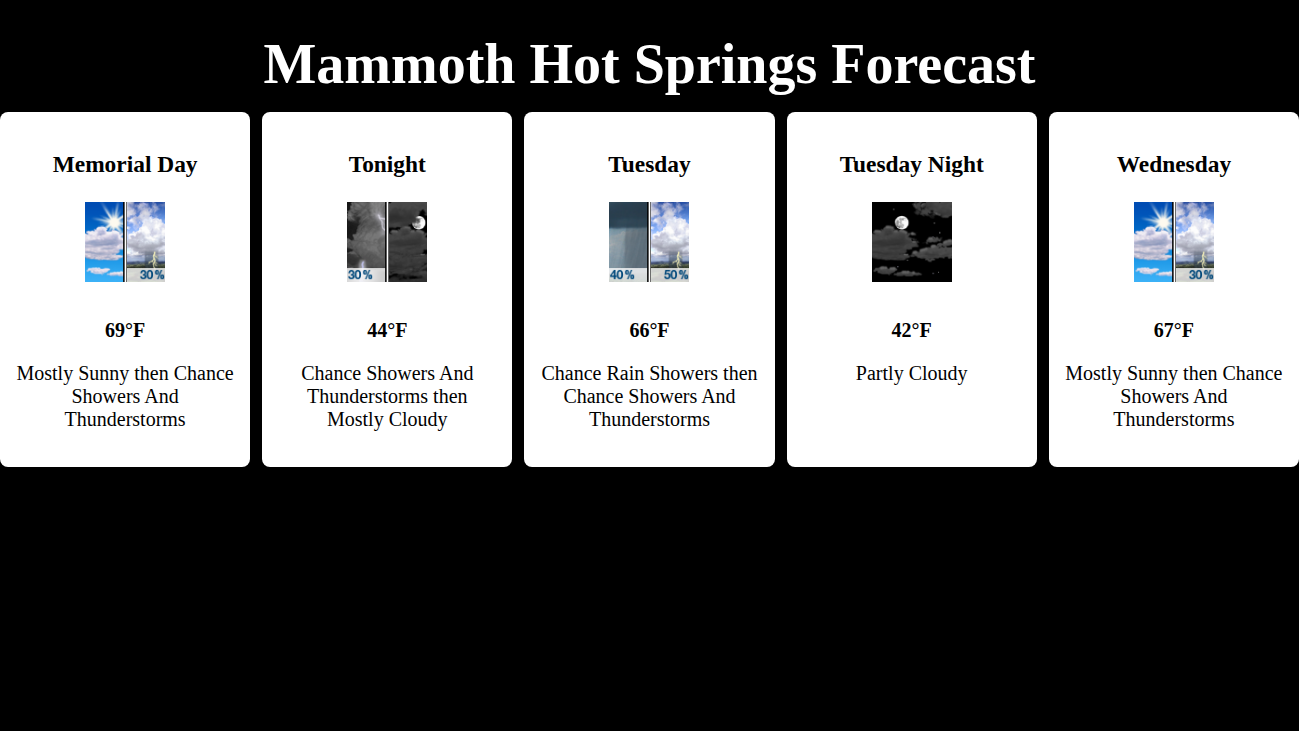 Mammoth Hot Springs Forecast
Memorial Day
30%
69°F
Mostly Sunny then Chance
Showers And
Thunderstorms
Tonight
30%
44°F
Chance Showers And
Thunderstorms then
Mostly Cloudy
Tuesday
40% 50%
66°F
Chance Rain Showers then
Chance Showers And
Thunderstorms
Tuesday Night
42°F
Partly Cloudy
Wednesday
30%
67°F
Mostly Sunny then Chance
Showers And
Thunderstorms